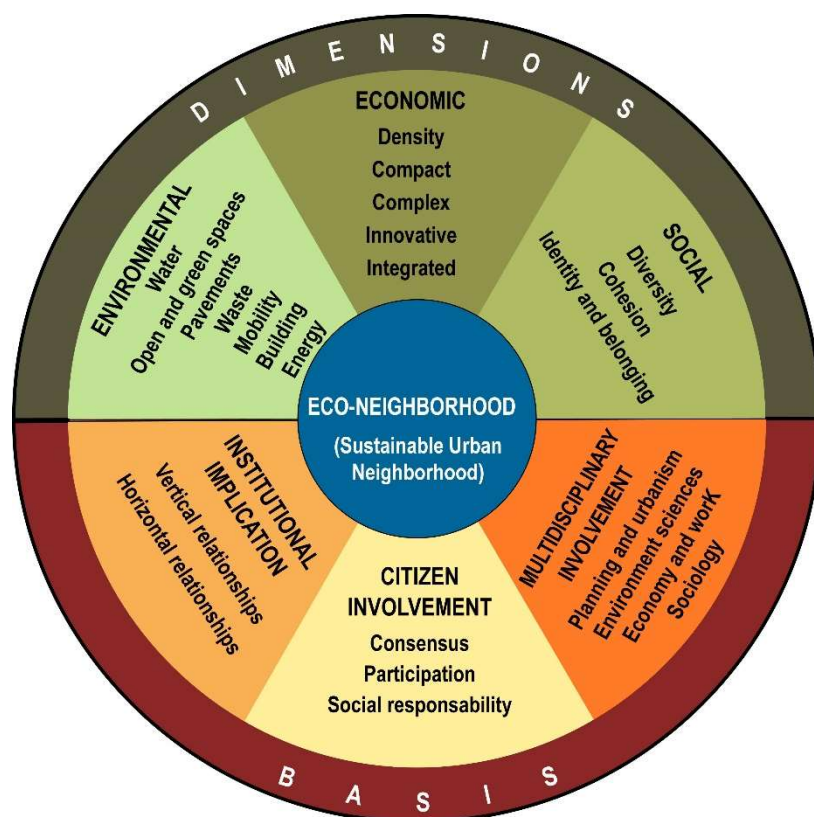 DIMENSIONS
ECONOMIC
Density
Compact
Complex
Innovative
Integrated
ENVIRONMENTAL
Water
Open and green spaces
Pavements
Waste
Mobility
Building
Energy
SOCIAL
Diversity
Cohesion
Identity and belonging
ECO-NEIGHBORHOOD
(Sustainable Urban
Neighborhood)
INSTITUTIONAL
IMPLICATION
Vertical relationships
Horizontal relationships
CITIZEN
INVOLVEMENT
Consensus
Participation
Social responsability
MULTIDISCIPLINARY
INVOLVEMENT
Planning and urbanism
Environment sciences
Economy and worK
Sociology
BASIS